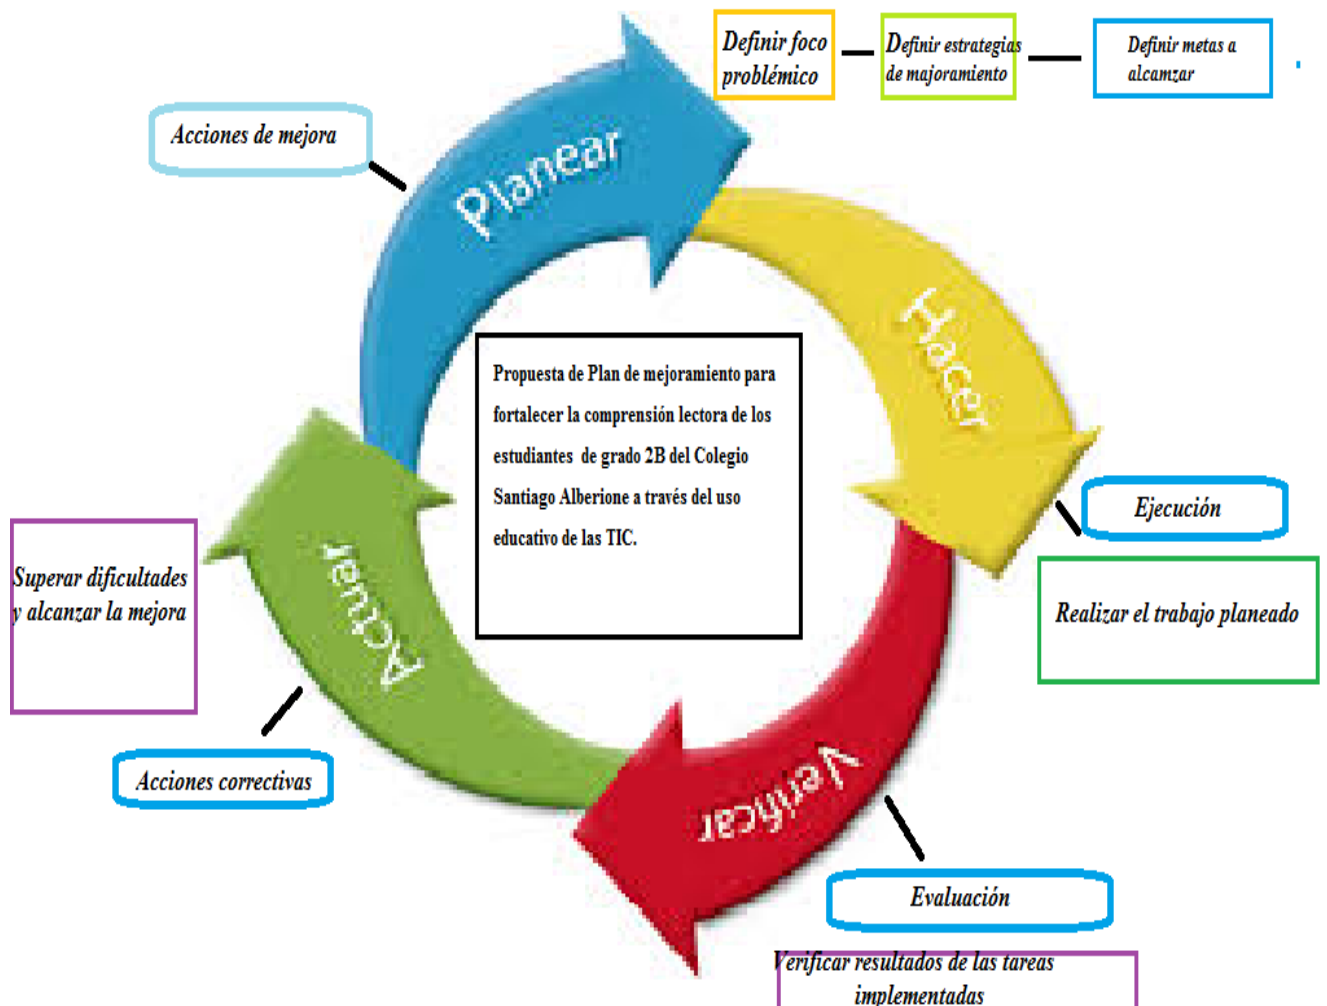 Definir foco
problémico
Definir estrategias
de majoramiento
Definir metas a
alcamzar
Acciones de mejora
Planear
Hacer
Propuesta de Plan de mejoramiento para
fortalecer la comprensión lectora de los
estudiantes de grado 2B del Colegio
Santiago Alberione a través del uso
educativo de las TIC.
Ejecución
Realizar el trabajo planeado
Superar dificultades
y alcanzar la mejora
Actuar
Acciones correctivas
Verificar
Evaluación
Verificar resultados de las tareas
implementadas